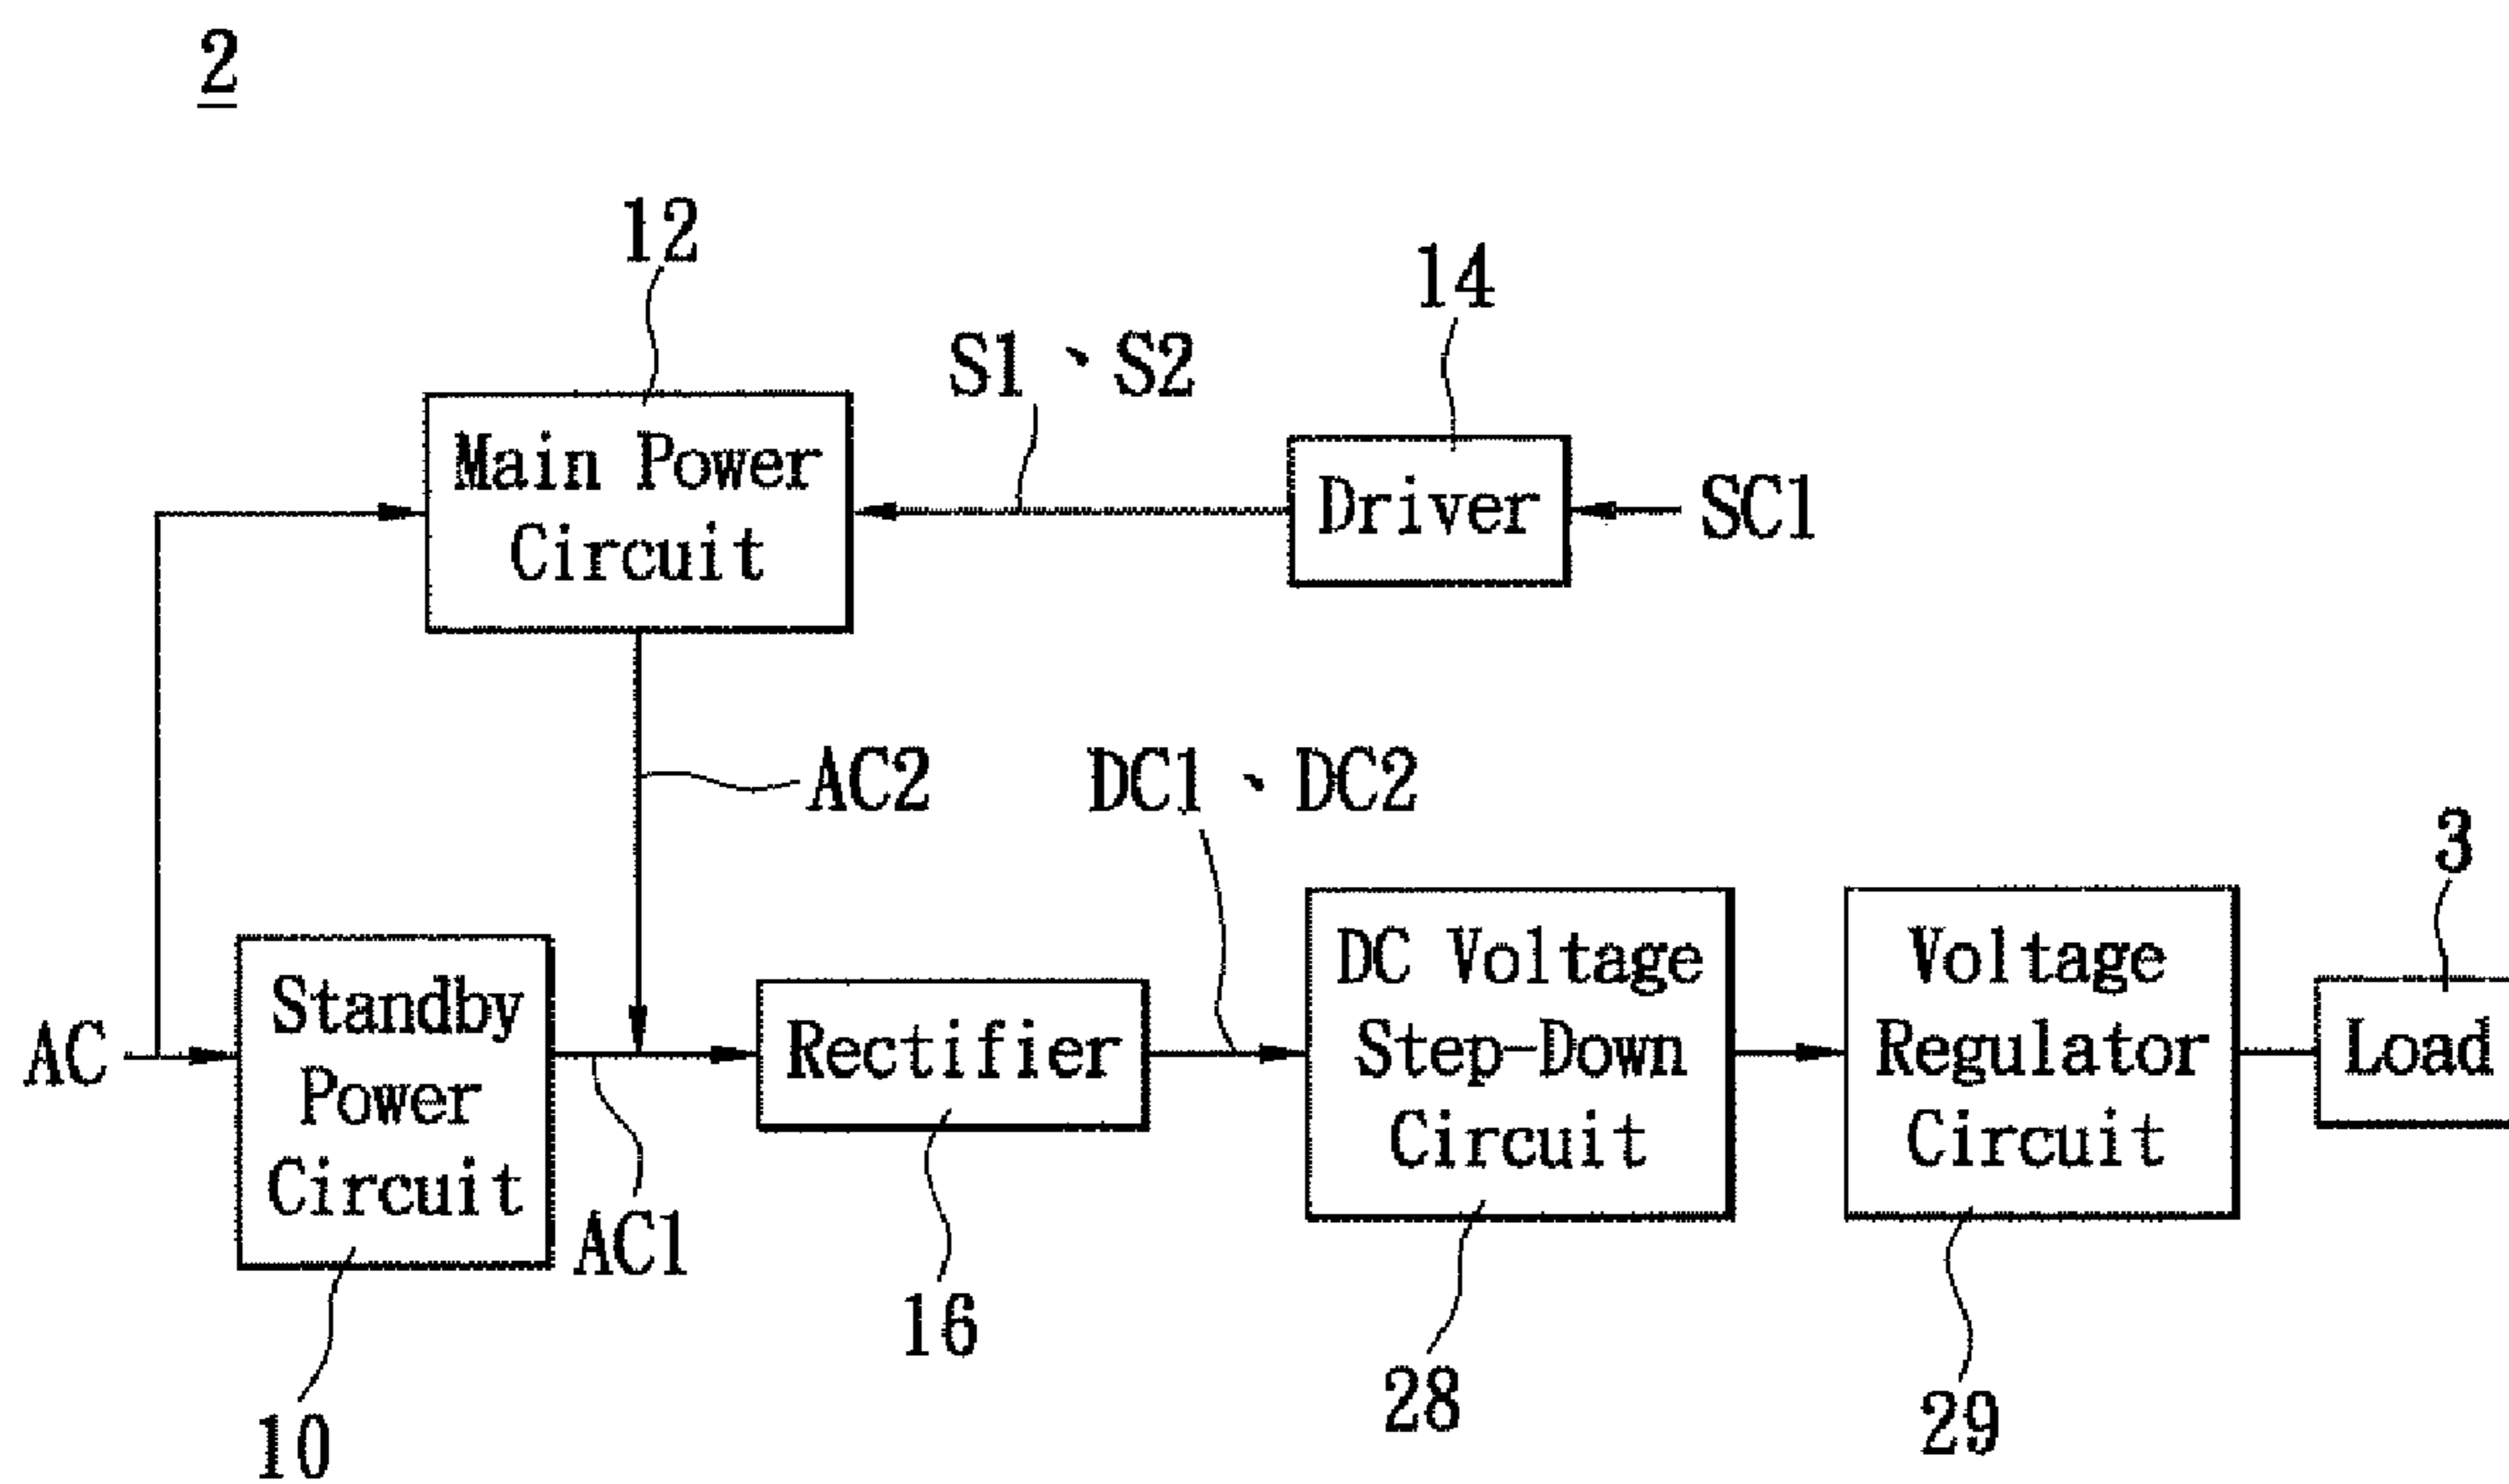 2
12
14
S1、S2
Main Power
Circuit
Driver
SC1
AC2
DC1、DC2
3
AC
Standby
Power
Circuit
AC1
Rectifier
16
DC Voltage
Step-Down
Circuit
Voltage
Regulator
Circuit
Load
10
28
29